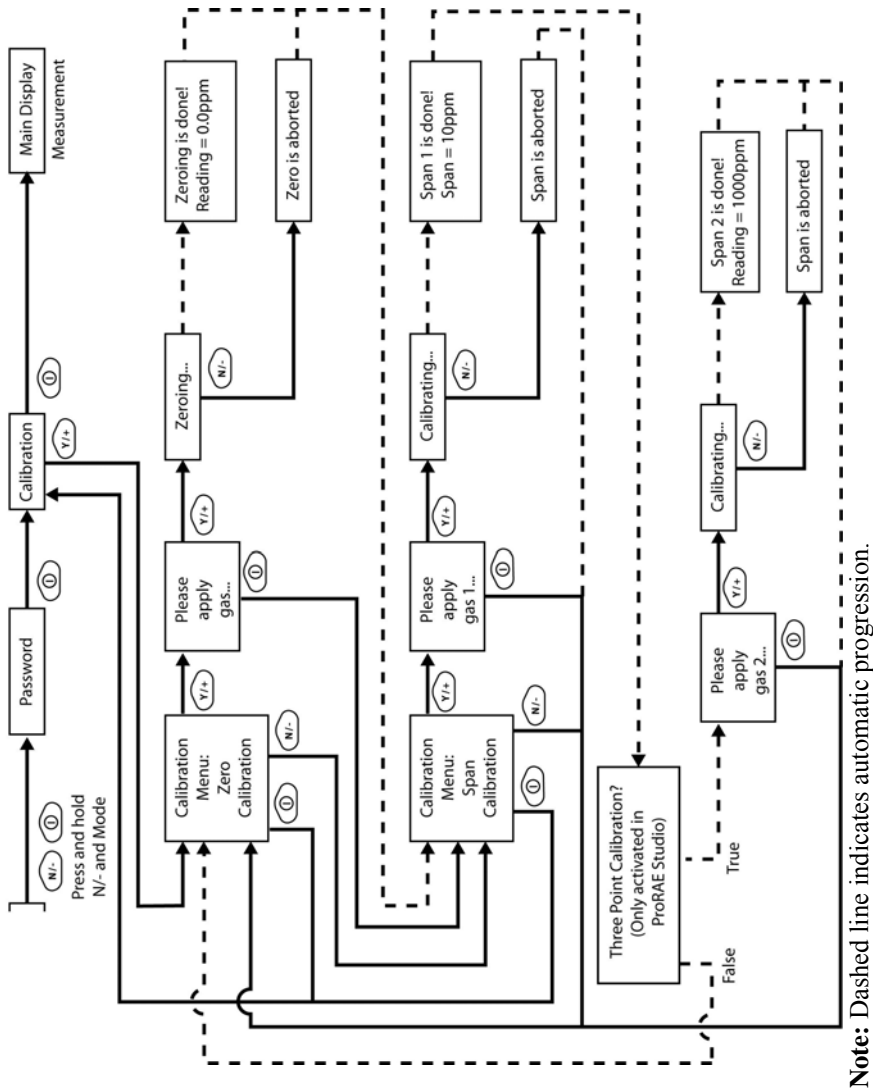 N/-
Press and hold
N/- and Mode
Password
Calibration
Y/+
Main Display
Measurement
Calibration
Menu:
Zero
Calibration
N/-
Y/+
Please
apply
gas...
Y/+
Zeroing...
N/-
Zeroing is done!
Reading = 0.0ppm
Zero is aborted
Calibration
Menu:
Span
Calibration
N/-
Y/+
Please
apply
gas 1...
Y/+
Calibrating...
N/-
Span 1 is done!
Span = 10ppm
Span is aborted
Three Point Calibration?
(Only activated in
ProRAE Studio)
False
True
Please
apply
gas 2...
Y/+
Calibrating...
N/-
Span 2 is done!
Reading = 1000ppm
Span is aborted
Note: Dashed line indicates automatic progression.